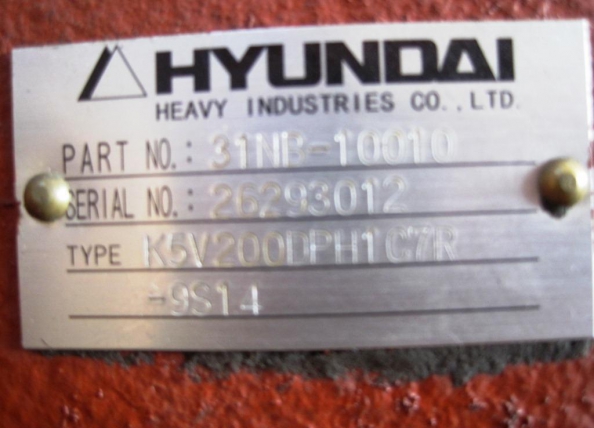 HYUNDAI
HEAVY INDUSTRIES CO.,LTD.
PART NO.: 31NB-10010
SERIAL NO.: 26293012
TYPE K5V200DPH1C7R
-9S14